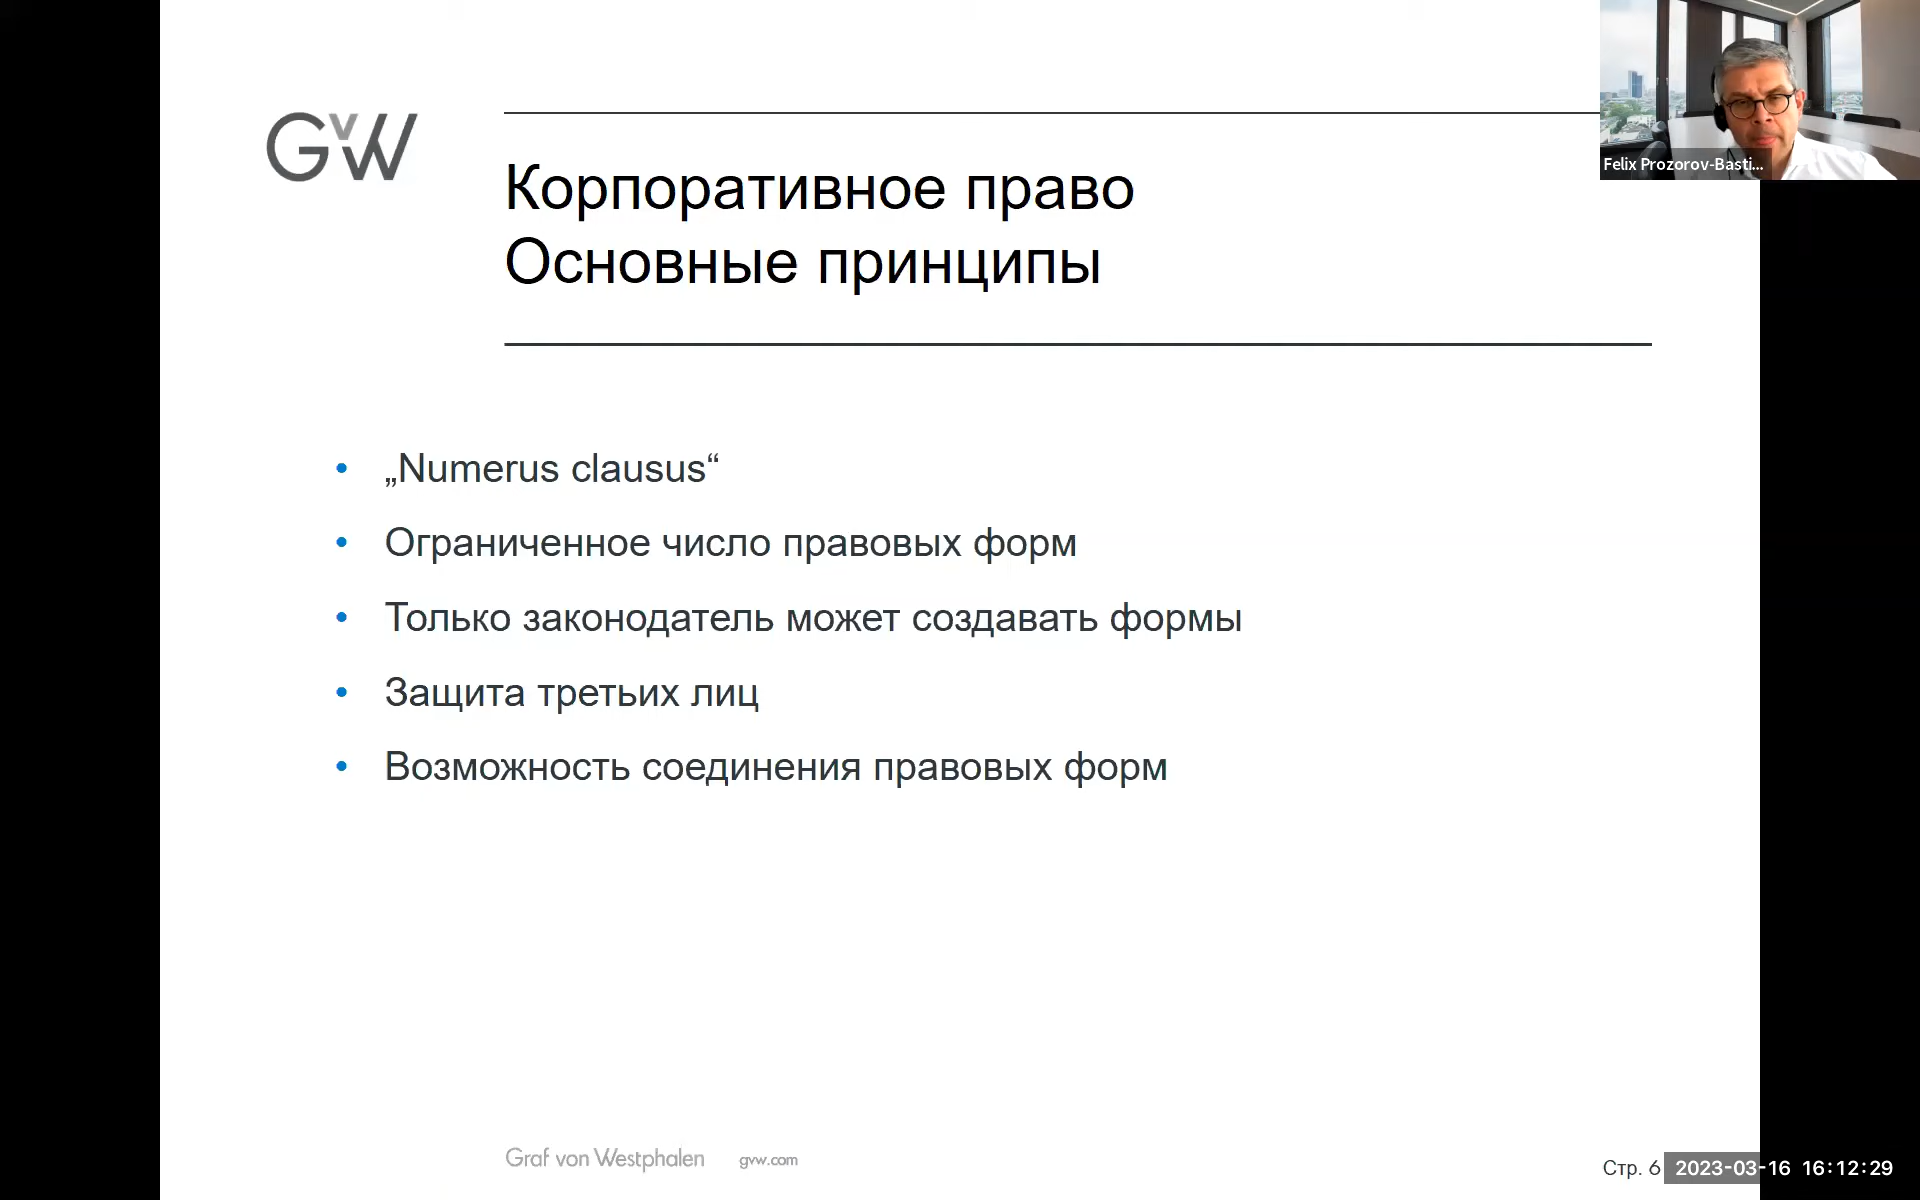 GvW
Felix Prozorov-Basti...
Корпоративное право
Основные принципы
• „Numerus clausus“
• Ограниченное число правовых форм
• Только законодатель может создавать формы
• Защита третьих лиц
• Возможность соединения правовых форм
Graf von Westphalen gvw.com
Стр. 6 2023-03-16 16:12:29